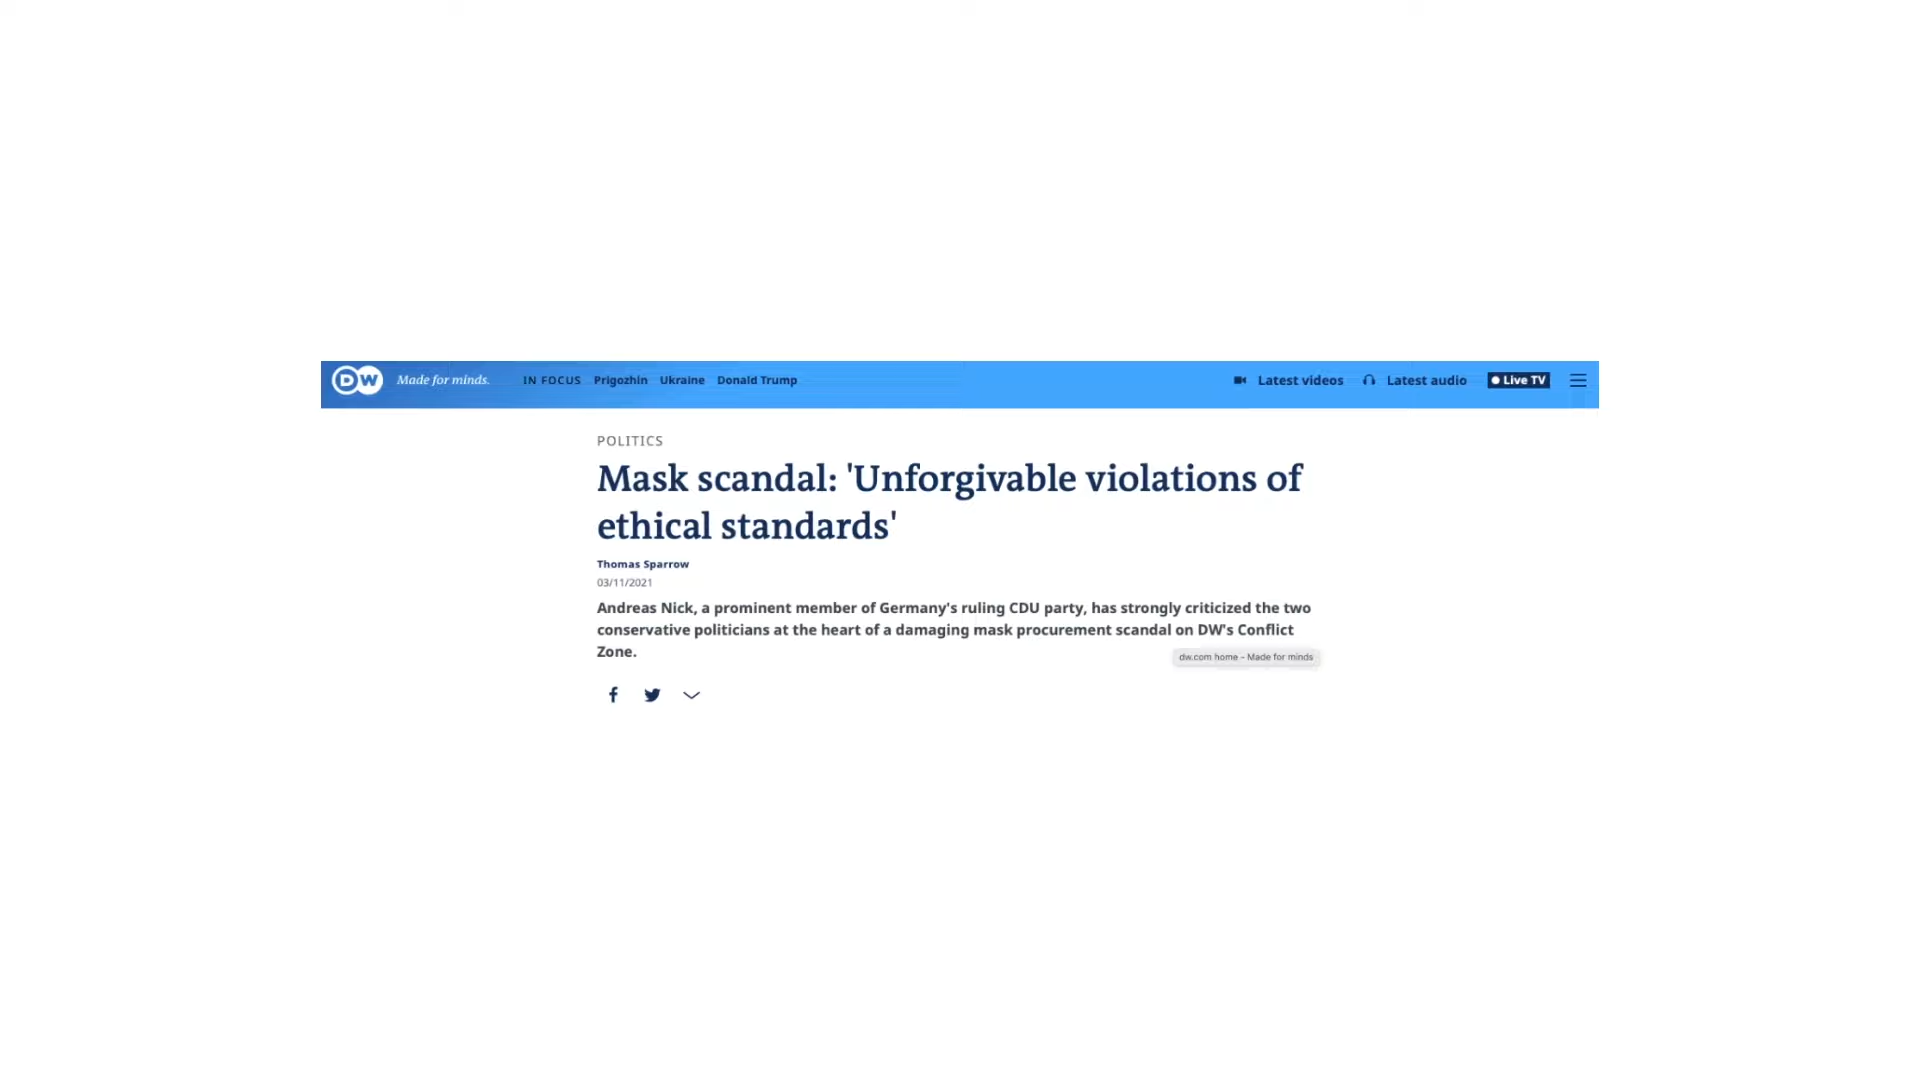 DW Made for minds. IN FOCUS Prigozhin Ukraine Donald Trump Latest videos Latest audio Live TV
POLITICS
Mask scandal: 'Unforgivable violations of
ethical standards'
Thomas Sparrow
03/11/2021
Andreas Nick, a prominent member of Germany's ruling CDU party, has strongly criticized the two
conservative politicians at the heart of a damaging mask procurement scandal on DW's Conflict
Zone.
dw.com home - Made for minds